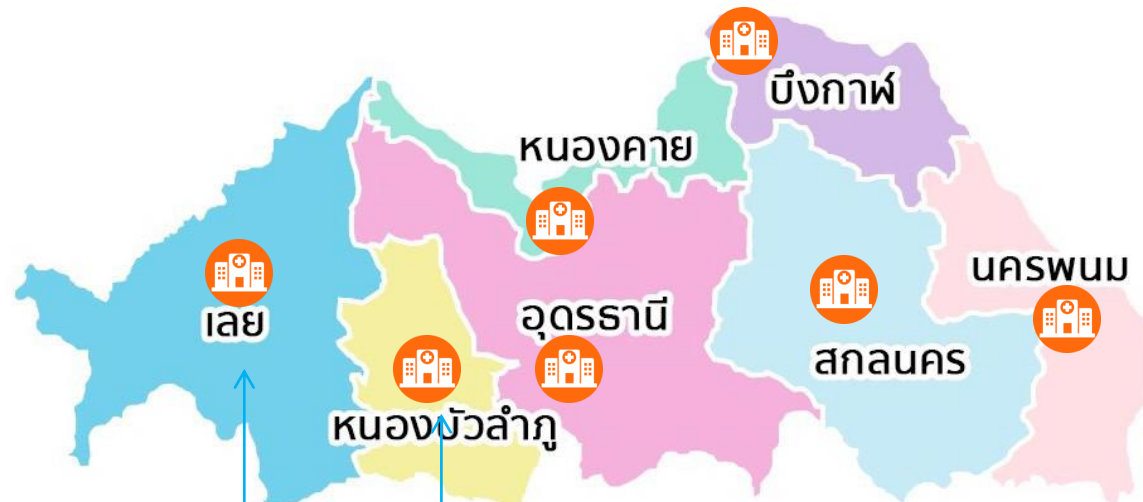 บึงกาฬ
หนองคาย
นครพนม
เลย
อุดรธานี
สกลนคร
หนองบัวลำภู